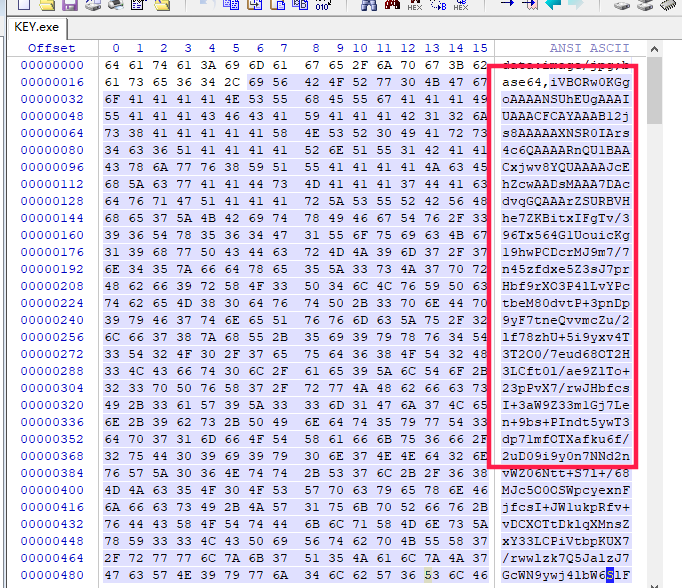 KEY.exe
Offset 0 1 2 3 4 5 6 7 8 9 10 11 12 13 14 15 ANSI ASCII
00000000 64 61 74 61 3A 69 6D 61 67 65 2F 6A 70 67 3B 62 data:image/jpg;b
00000016 61 73 65 36 34 2C 69 56 42 4F 52 77 30 4B 47 67 ase64,iVBORw0KGg
00000032 6F 41 41 41 41 4E 53 55 68 45 55 67 41 41 41 49 oAAAANSUhEUgAAAI
00000048 55 41 41 41 43 46 43 41 59 41 41 41 42 31 32 6A UAAACFCAYAAAB12j
00000064 73 38 41 41 41 41 41 58 4E 53 52 30 49 41 72 73 s8AAAAAXNSR0IArs
00000080 34 63 36 51 41 41 41 41 52 6E 51 55 31 42 41 41 4c6QAAAARnQU1BAA
00000096 43 78 6A 77 76 38 59 51 55 41 41 41 41 4A 63 45 Cxjwv8YQUAAAAJcE
00000112 68 5A 63 77 41 41 44 73 4D 41 41 41 37 44 41 63 hZcwAADsMAAA7DAc
00000128 64 76 71 47 51 41 41 41 72 5A 53 55 52 42 56 48 dvqGQAAArZSURBVH
00000144 68 65 37 5A 4B 42 69 74 78 49 46 67 54 76 2F 33 he7ZKBitxIFgTv/3
00000160 39 36 54 78 35 36 34 47 31 55 6F 75 69 63 4B 67 96Tx564G1UouicKg
00000176 31 39 68 77 50 43 44 63 72 4D 4A 39 6D 37 2F 37 19hwPCDcrMJ9m7/7
00000192 6E 34 35 7A 66 64 78 65 35 5A 33 73 4A 37 70 72 n45zfdxe5Z3sJ7pr
00000208 48 62 66 39 72 58 4F 33 50 34 6C 4C 76 59 50 63 Hbf9rXO3P4lLvYPc
00000224 74 62 65 4D 38 30 64 76 74 50 2B 33 70 6E 44 70 tbeM80dvtP+3pnDp
00000240 39 79 46 37 74 6E 65 51 76 76 6D 63 5A 75 2F 32 9yF7tneQvvmcZu/2
00000256 6C 66 37 38 7A 68 55 2B 35 69 39 79 78 76 34 54 lf78zhU+5i9yxv4T
00000272 33 54 32 4F 30 2F 37 65 75 64 36 38 4F 54 32 48 3T2O0/7eud68OT2H
00000288 33 4C 43 66 74 30 6C 2F 61 65 39 5A 6C 54 6F 2B 3LCft0l/ae9ZlTo+
00000304 32 33 70 50 76 58 37 2F 72 77 4A 48 62 66 63 73 23pPvX7/rwJHbfcs
00000320 49 2B 33 61 57 39 5A 33 33 6D 31 47 6A 37 4C 65 I+3aW9Z33m1Gj7Le
00000336 6E 2B 39 62 73 2B 50 49 6E 64 74 35 79 77 54 33 n+9bs+PIndt5ywT3
00000352 64 70 37 31 6D 66 4F 54 58 61 66 6B 75 36 66 2F dp71mfOTXafku6f/
00000368 32 75 44 30 39 69 39 79 30 6E 37 4E 4E 64 32 6E 2uD09i9y0n7NNd2n
00000384 76 57 5A 30 36 4E 74 74 2B 53 37 6C 2B 2F 36 38 vWZ06Ntt+S7l+/68
00000400 4D 4A 63 35 4F 30 4F 53 57 70 63 79 65 78 6E 46 MJc5O0OSWpcyexnF
00000416 6A 66 63 73 49 2B 4A 57 31 75 6B 70 52 66 76 2B jfcsI+JW1ukpRfv+
00000432 76 44 43 58 4F 54 74 44 6B 6C 71 58 4D 6E 73 5A vDCXOTtDklqXMnsZ
00000448 78 59 33 33 4C 43 50 69 56 74 62 70 4B 55 58 37 xY33LCPiVtbpKUX7
00000464 2F 72 77 77 6C 7A 6B 37 51 35 4A 61 6C 7A 4A 37 /rwwlzk7Q5JalzJ7
00000480 47 63 57 4E 39 79 77 6A 34 6C 62 57 36 53 6C 46 GcWN9ywj4lbW6SlF